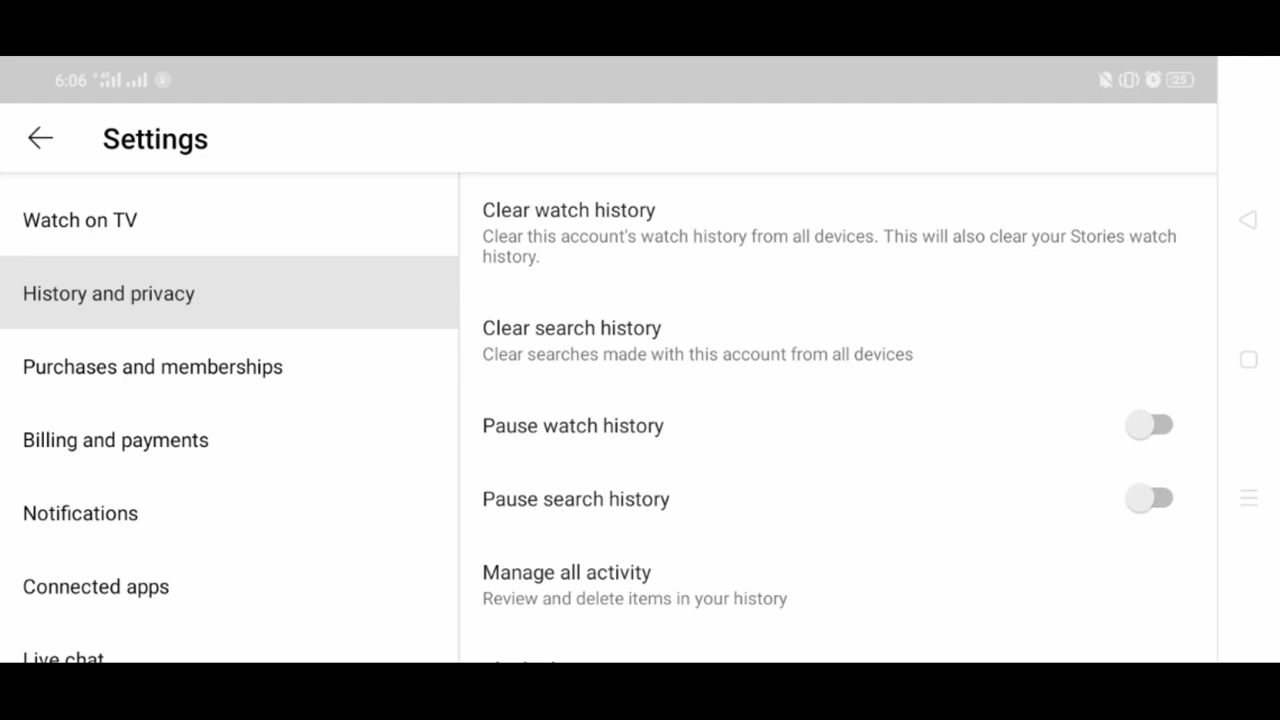 6:06
25
Settings
Watch on TV
History and privacy
Purchases and memberships
Billing and payments
Notifications
Connected apps
Live chat
Clear watch history
Clear this account's watch history from all devices. This will also clear your Stories watch
history.
Clear search history
Clear searches made with this account from all devices
Pause watch history
Pause search history
Manage all activity
Review and delete items in your history